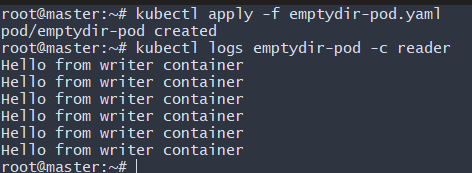 root@master:~# kubectl apply -f emptydir-pod.yaml
pod/emptydir-pod created
root@master:~# kubectl logs emptydir-pod -c reader
Hello from writer container
Hello from writer container
Hello from writer container
Hello from writer container
Hello from writer container
Hello from writer container
root@master:~#